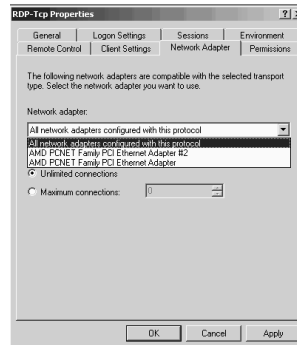 RDP-Tcp Properties
General Logon Settings Sessions Environment
Remote Control Client Settings Network Adapter Permissions
The following network adapters are compatible with the selected transport
type. Select the network adapter you want to use.
Network adapter:
All network adapters configured with this protocol
All network adapters configured with this protocol
AMD PCNET Family PCI Ethernet Adapter #2
AMD PCNET Family PCI Ethernet Adapter
Unlimited connections
Maximum connections: 0
OK Cancel Apply